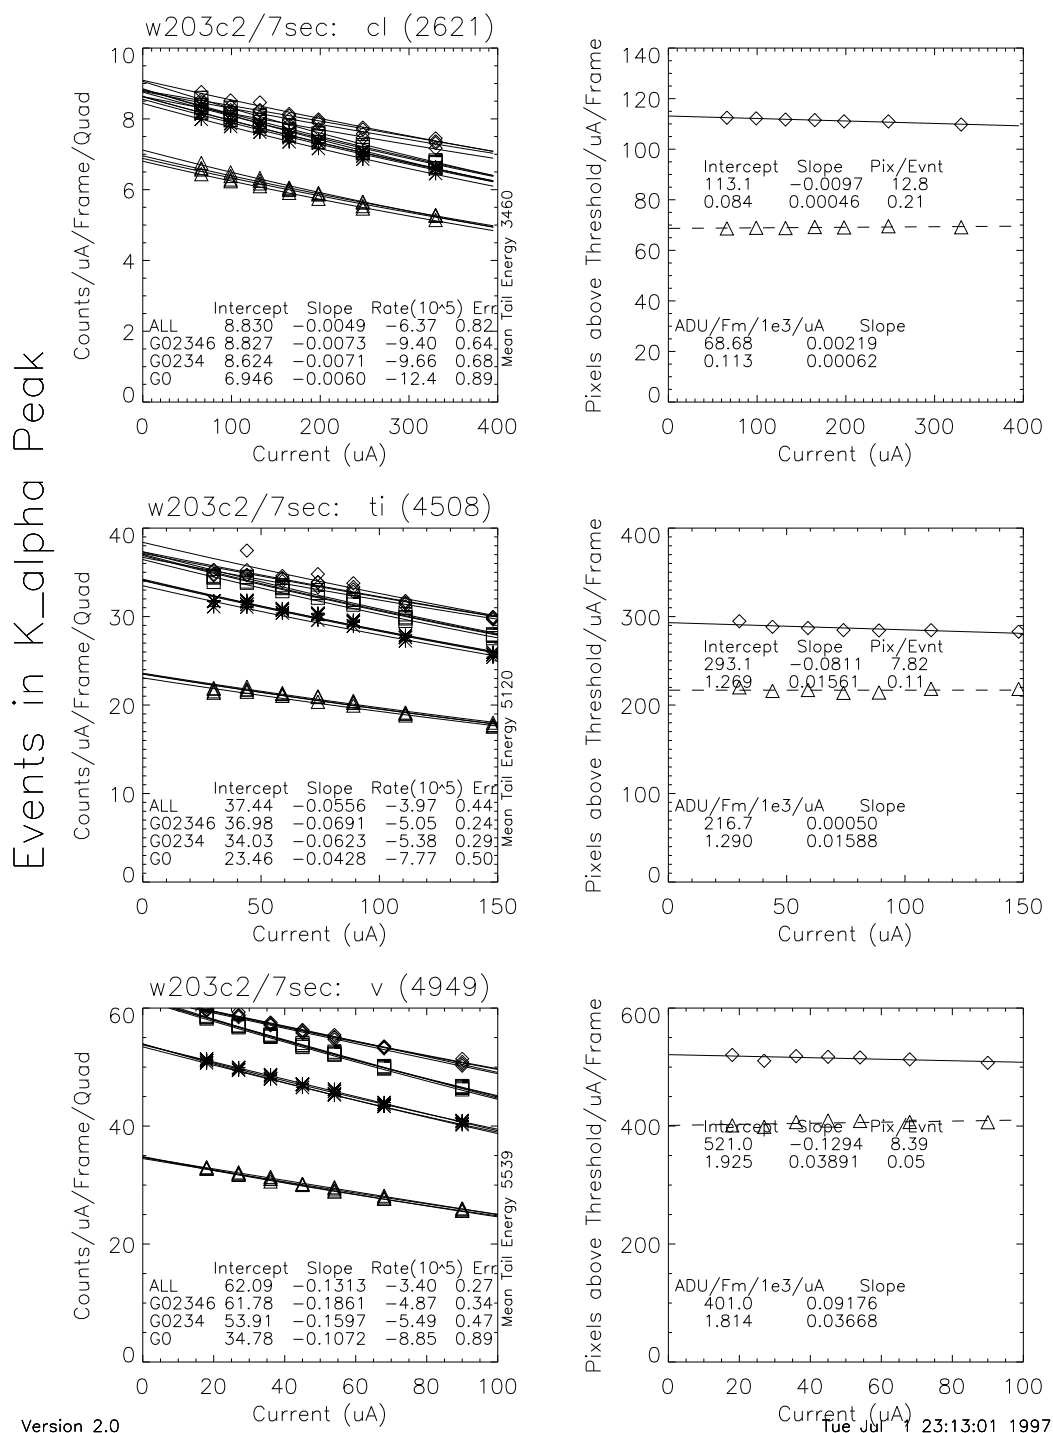 Events in K_alpha Peak
w203c2/7sec: cl (2621)
Counts/uA/Frame/Quad
10
8
6
4
2
0
Intercept Slope Rate(10^5) Err
ALL 8.830 −0.0049 −6.37 0.82
G02346 8.827 −0.0073 −9.40 0.64
G0234 8.624 −0.0071 −9.66 0.68
G0 6.946 −0.0060 −12.4 0.89
Mean Tail Energy 3460
0 100 200 300 400
Current (uA)
Pixels above Threshold/uA/Frame
140
120
100
80
60
40
20
0
Intercept Slope Pix/Evnt
113.1 −0.0097 12.8
0.084 0.00046 0.21
ADU/Fm/1e3/uA Slope
68.68 0.00219
0.113 0.00062
0 100 200 300 400
Current (uA)
w203c2/7sec: ti (4508)
Counts/uA/Frame/Quad
40
30
20
10
0
Intercept Slope Rate(10^5) Err
ALL 37.44 −0.0556 −3.97 0.44
G02346 36.98 −0.0691 −5.05 0.24
G0234 34.03 −0.0623 −5.38 0.29
G0 23.46 −0.0428 −7.77 0.50
Mean Tail Energy 5120
0 50 100 150
Current (uA)
Pixels above Threshold/uA/Frame
400
300
200
100
0
Intercept Slope Pix/Evnt
293.1 −0.0811 7.82
1.269 0.01561 0.11
ADU/Fm/1e3/uA Slope
216.7 0.00050
1.290 0.01588
0 50 100 150
Current (uA)
w203c2/7sec: v (4949)
Counts/uA/Frame/Quad
60
40
20
0
Intercept Slope Rate(10^5) Err
ALL 62.09 −0.1313 −3.40 0.27
G02346 61.78 −0.1861 −4.87 0.34
G0234 53.91 −0.1597 −5.49 0.47
G0 34.78 −0.1072 −8.85 0.89
Mean Tail Energy 5539
0 20 40 60 80 100
Current (uA)
Pixels above Threshold/uA/Frame
600
400
200
0
Intercept Slope Pix/Evnt
521.0 −0.1294 8.39
1.925 0.03891 0.05
ADU/Fm/1e3/uA Slope
401.0 0.09176
1.814 0.03668
0 20 40 60 80 100
Current (uA)
Version 2.0
Tue Jul 1 23:13:01 1997